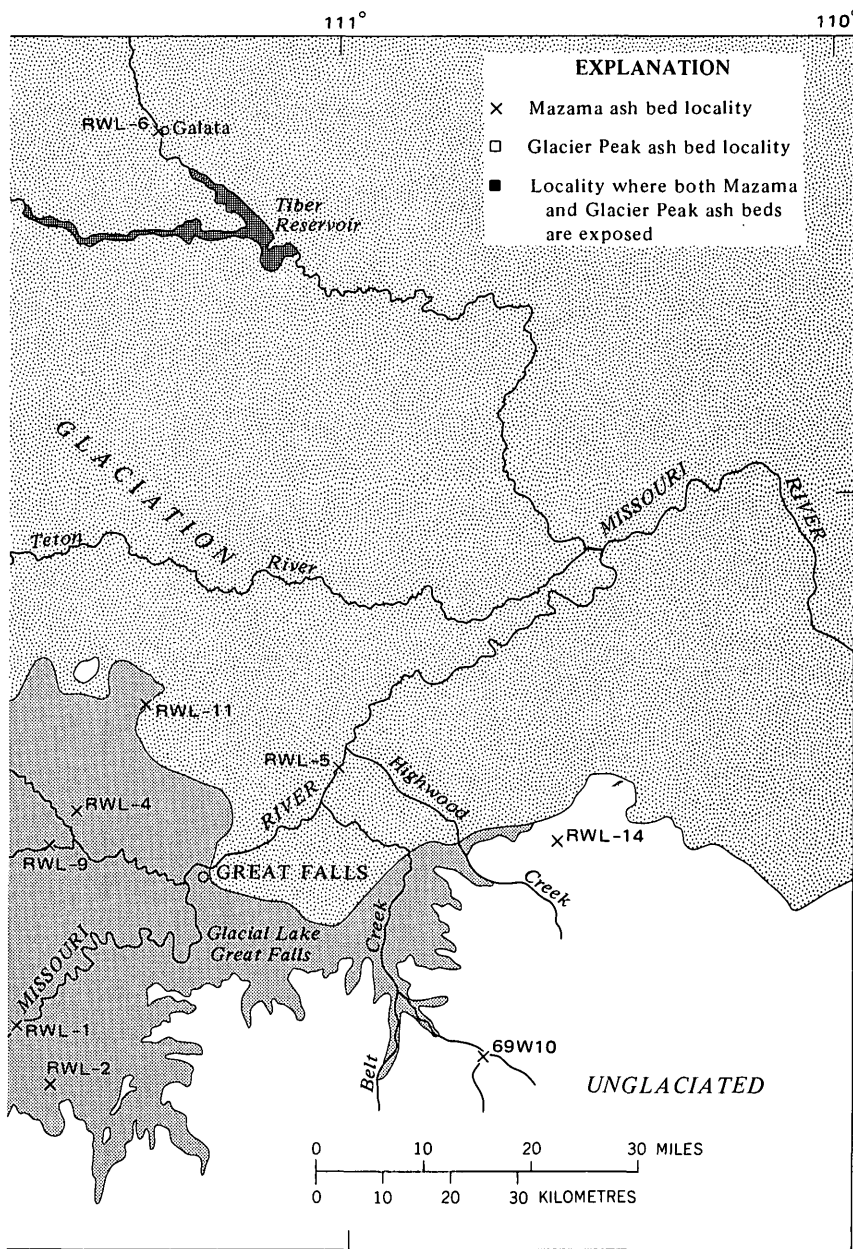 111°
110°
EXPLANATION
× Mazama ash bed locality
□ Glacier Peak ash bed locality
■ Locality where both Mazama
and Glacier Peak ash beds
are exposed
RWL-6
Galata
Tiber
Reservoir
GLACIATION
MISSOURI
RIVER
Teton
River
RWL-11
RWL-5
Highwood
RIVER
RWL-4
RWL-14
RWL-9
GREAT FALLS
Creek
Creek
Glacial Lake
Great Falls
MISSOURI
RWL-1
69W10
RWL-2
Belt
UNGLACIATED
0 10 20 30 MILES
0 10 20 30 KILOMETRES